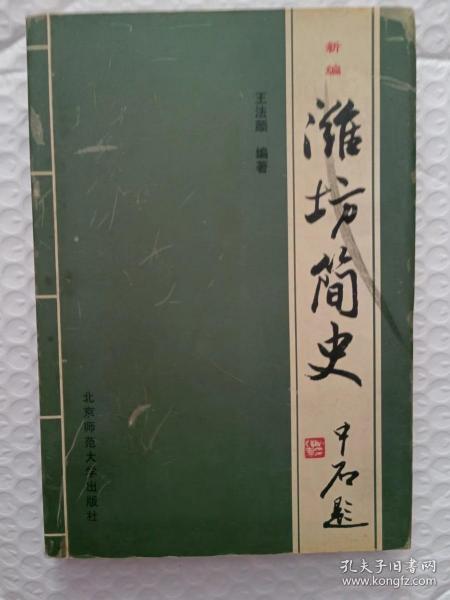 新编
潍坊简史
中石题
王法颜 编著
北京师范大学出版社
孔夫子旧书网
www.kongfz.com